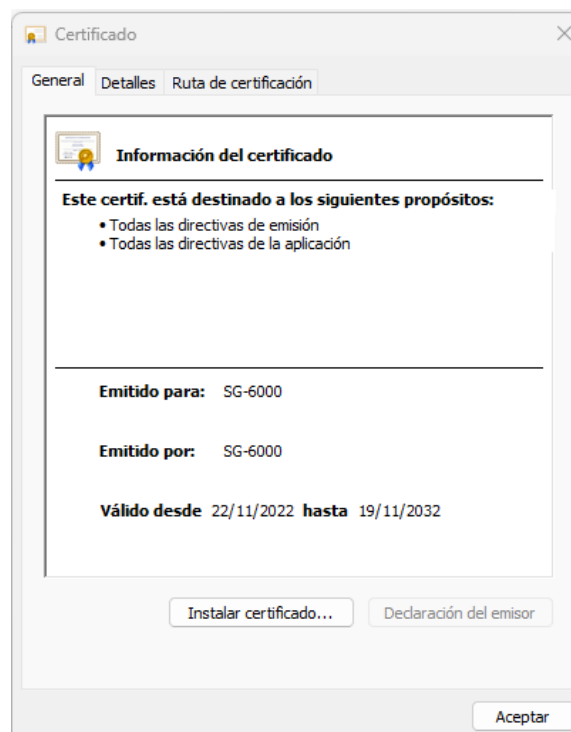 Certificado
General Detalles Ruta de certificación
Información del certificado
Este certif. está destinado a los siguientes propósitos:
• Todas las directivas de emisión
• Todas las directivas de la aplicación
Emitido para: SG-6000
Emitido por: SG-6000
Válido desde 22/11/2022 hasta 19/11/2032
Instalar certificado... Declaración del emisor
Aceptar